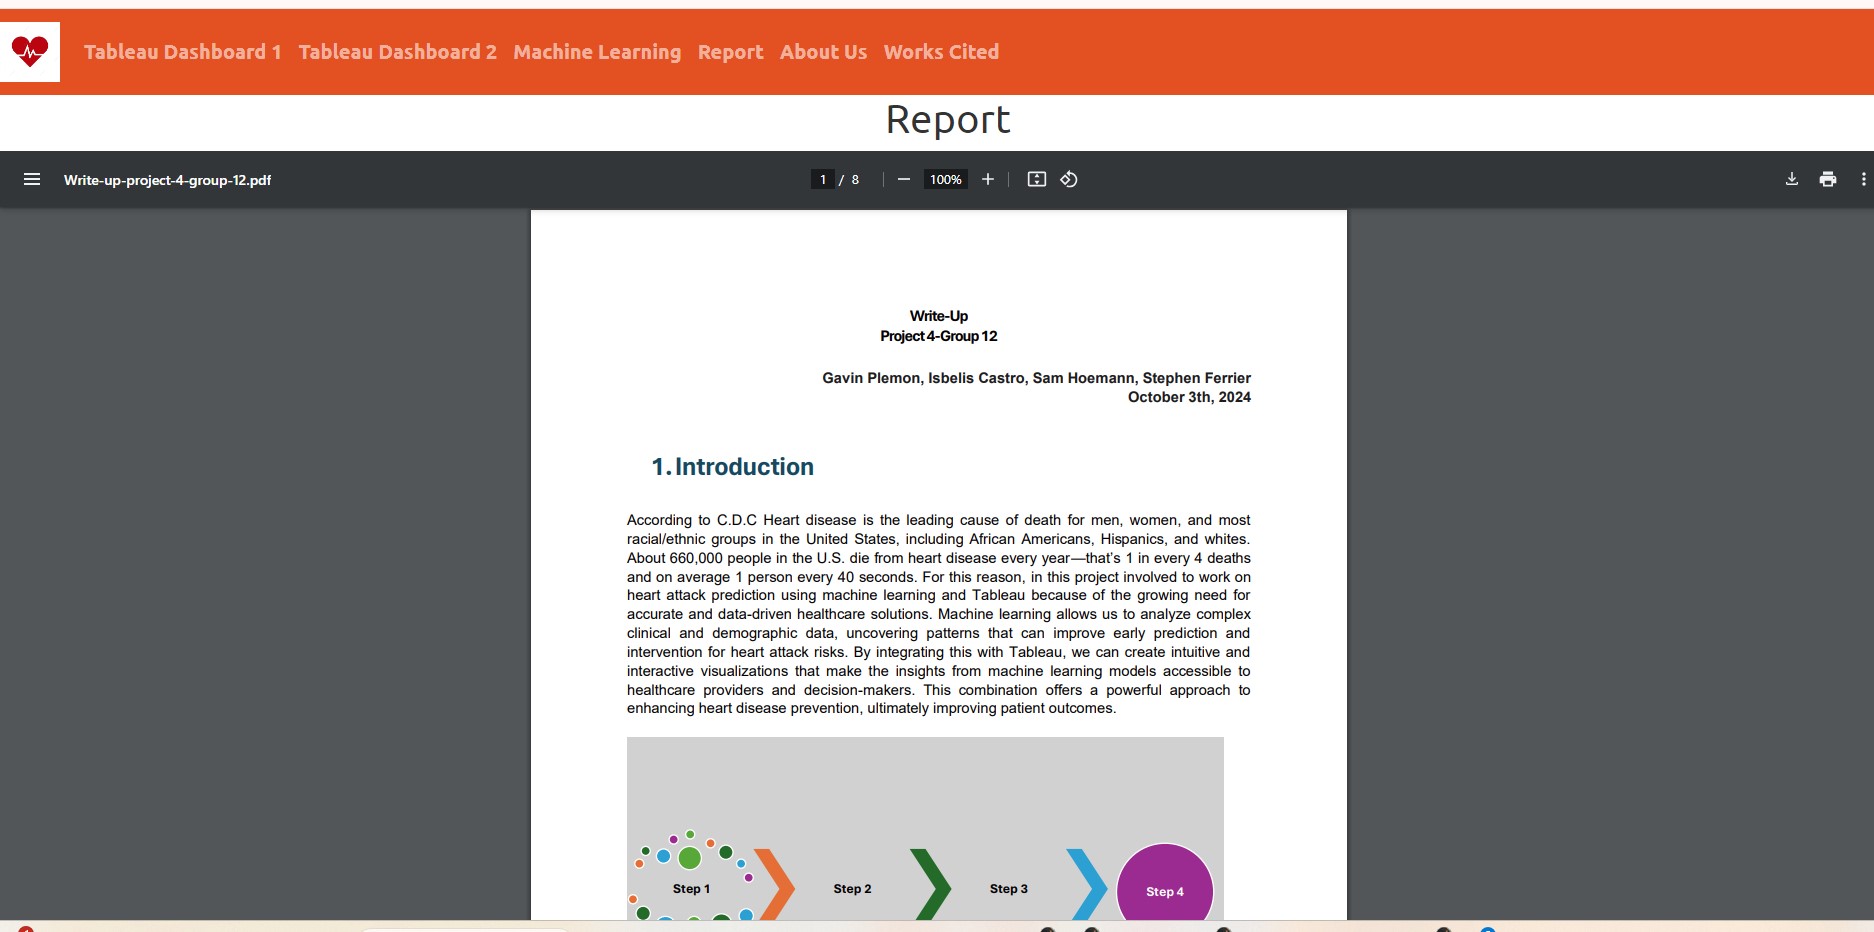 Tableau Dashboard 1 Tableau Dashboard 2 Machine Learning Report About Us Works Cited
Report
Write-up-project-4-group-12.pdf 1 / 8 100%
Write-Up
Project 4-Group 12
Gavin Plemon, Isbelis Castro, Sam Hoemann, Stephen Ferrier
October 3th, 2024
1. Introduction
According to C.D.C Heart disease is the leading cause of death for men, women, and most
racial/ethnic groups in the United States, including African Americans, Hispanics, and whites.
About 660,000 people in the U.S. die from heart disease every year—that's 1 in every 4 deaths
and on average 1 person every 40 seconds. For this reason, in this project involved to work on
heart attack prediction using machine learning and Tableau because of the growing need for
accurate and data-driven healthcare solutions. Machine learning allows us to analyze complex
clinical and demographic data, uncovering patterns that can improve early prediction and
intervention for heart attack risks. By integrating this with Tableau, we can create intuitive and
interactive visualizations that make the insights from machine learning models accessible to
healthcare providers and decision-makers. This combination offers a powerful approach to
enhancing heart disease prevention, ultimately improving patient outcomes.
Step 1 Step 2 Step 3 Step 4